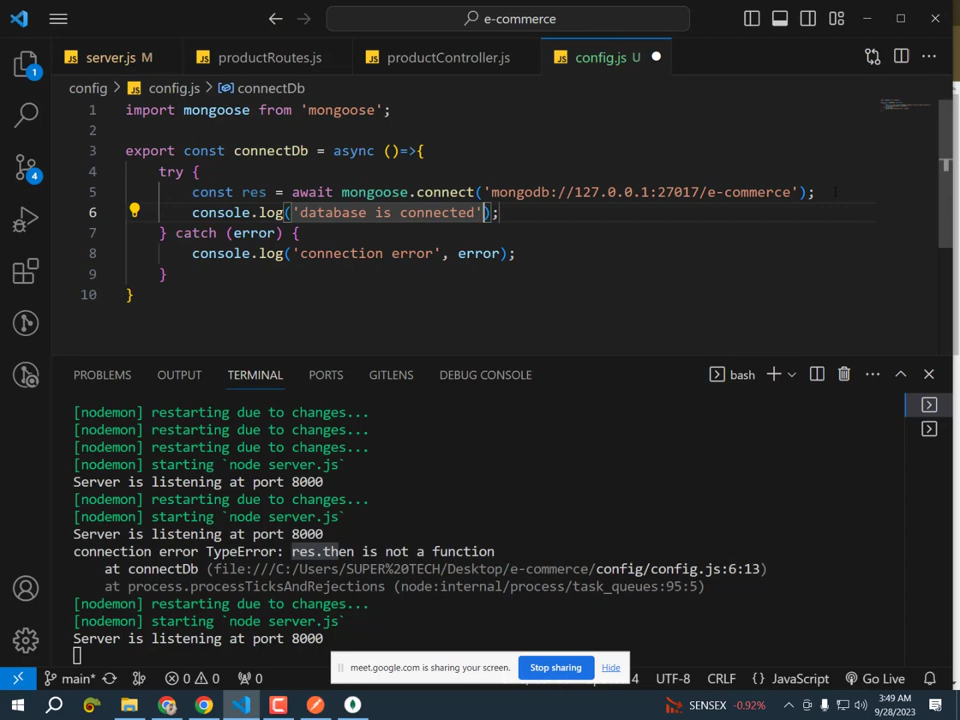 e-commerce
server.js M
productRoutes.js
productController.js
config.js U
config > config.js > connectDb
1 import mongoose from 'mongoose';
2
3 export const connectDb = async ()=>{
4 try {
5 const res = await mongoose.connect('mongodb://127.0.0.1:27017/e-commerce');
6 console.log('database is connected');
7 } catch (error) {
8 console.log('connection error', error);
9 }
10 }
1
4
PROBLEMS OUTPUT TERMINAL PORTS GITLENS DEBUG CONSOLE
bash
[nodemon] restarting due to changes...
[nodemon] restarting due to changes...
[nodemon] restarting due to changes...
[nodemon] starting `node server.js`
Server is listening at port 8000
[nodemon] restarting due to changes...
[nodemon] starting `node server.js`
Server is listening at port 8000
connection error TypeError: res.then is not a function
at connectDb (file:///C:/Users/SUPER%20TECH/Desktop/e-commerce/config/config.js:6:13)
at process.processTicksAndRejections (node:internal/process/task_queues:95:5)
[nodemon] restarting due to changes...
[nodemon] starting `node server.js`
Server is listening at port 8000
meet.google.com is sharing your screen. Stop sharing Hide
main* 0 0 0 4 UTF-8 CRLF {} JavaScript Go Live
SENSEX -0.92% 3:49 AM
9/28/2023